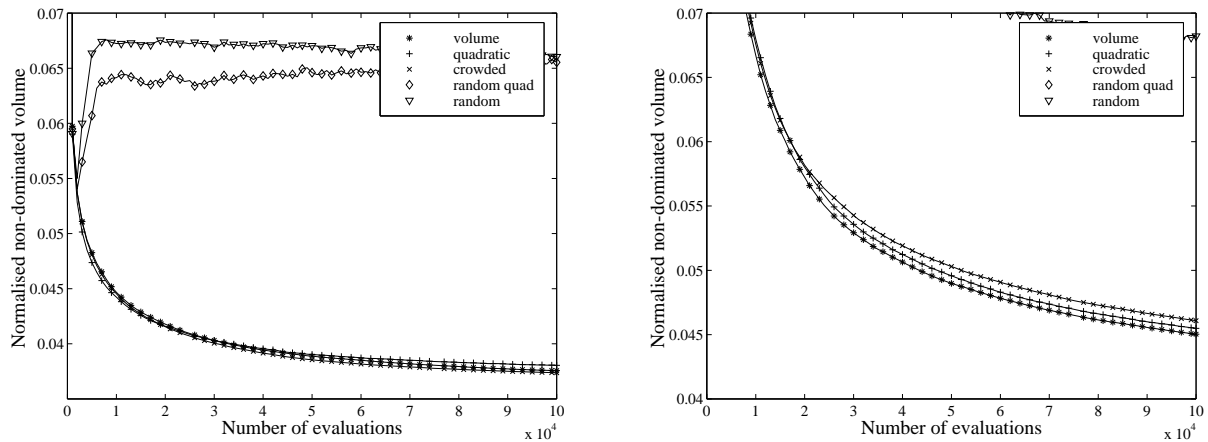 0.07
0.065
0.06
0.055
0.05
0.045
0.04
Normalised non-dominated volume
volume
quadratic
crowded
random quad
random
0 1 2 3 4 5 6 7 8 9 10
Number of evaluations
x 10^4
0.07
0.065
0.06
0.055
0.05
0.045
0.04
Normalised non-dominated volume
volume
quadratic
crowded
random quad
random
0 1 2 3 4 5 6 7 8 9 10
Number of evaluations
x 10^4